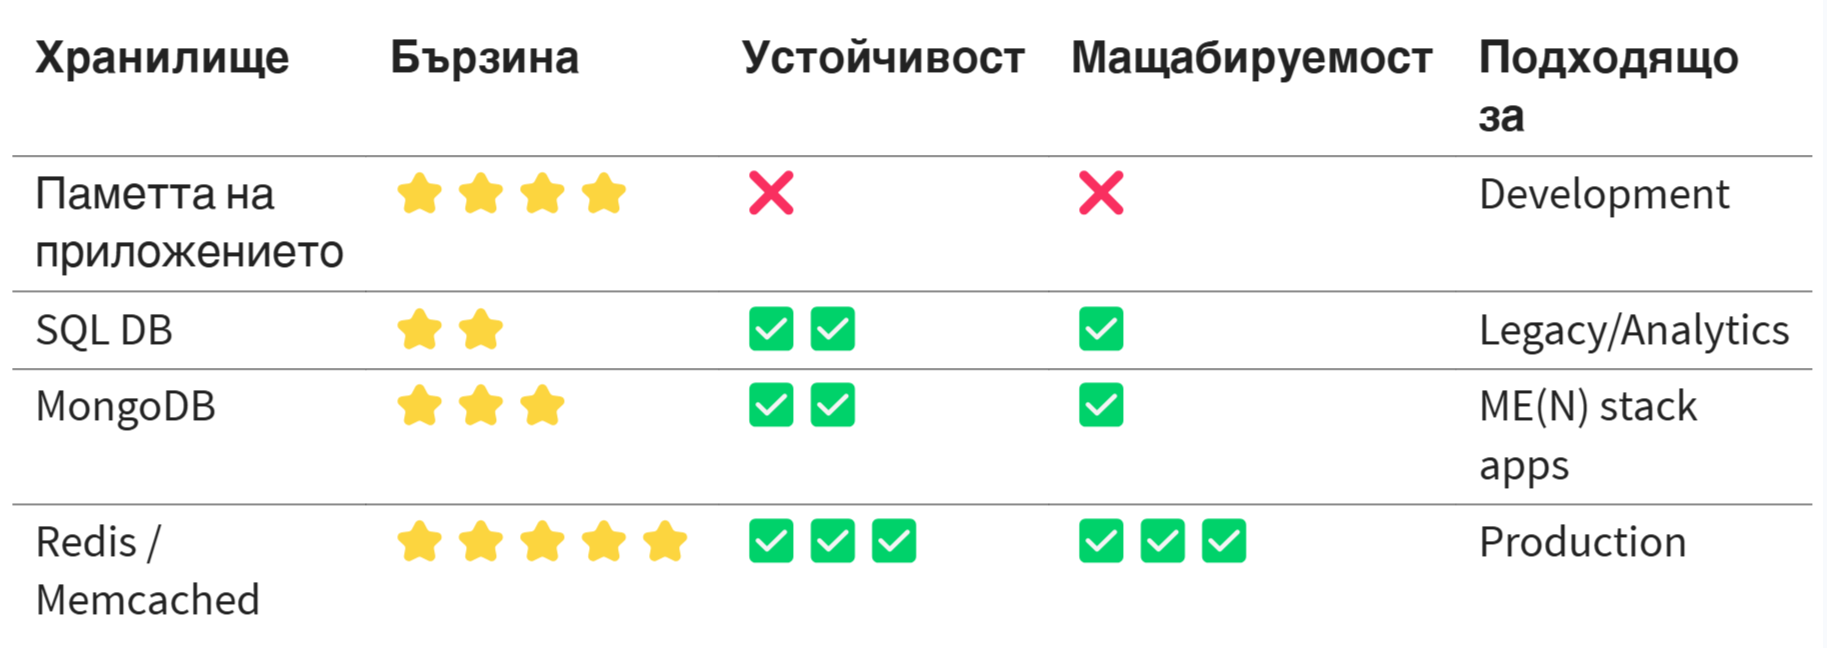 Хранилище Бързина Устойчивост Мащабируемост Подходящо
за
Паметта на
приложението
⭐⭐⭐⭐ ❌ ❌ Development
SQL DB ⭐⭐ ✅✅ ✅ Legacy/Analytics
MongoDB ⭐⭐⭐ ✅✅ ✅ ME(N) stack
apps
Redis /
Memcached
⭐⭐⭐⭐⭐ ✅✅✅ ✅✅✅ Production